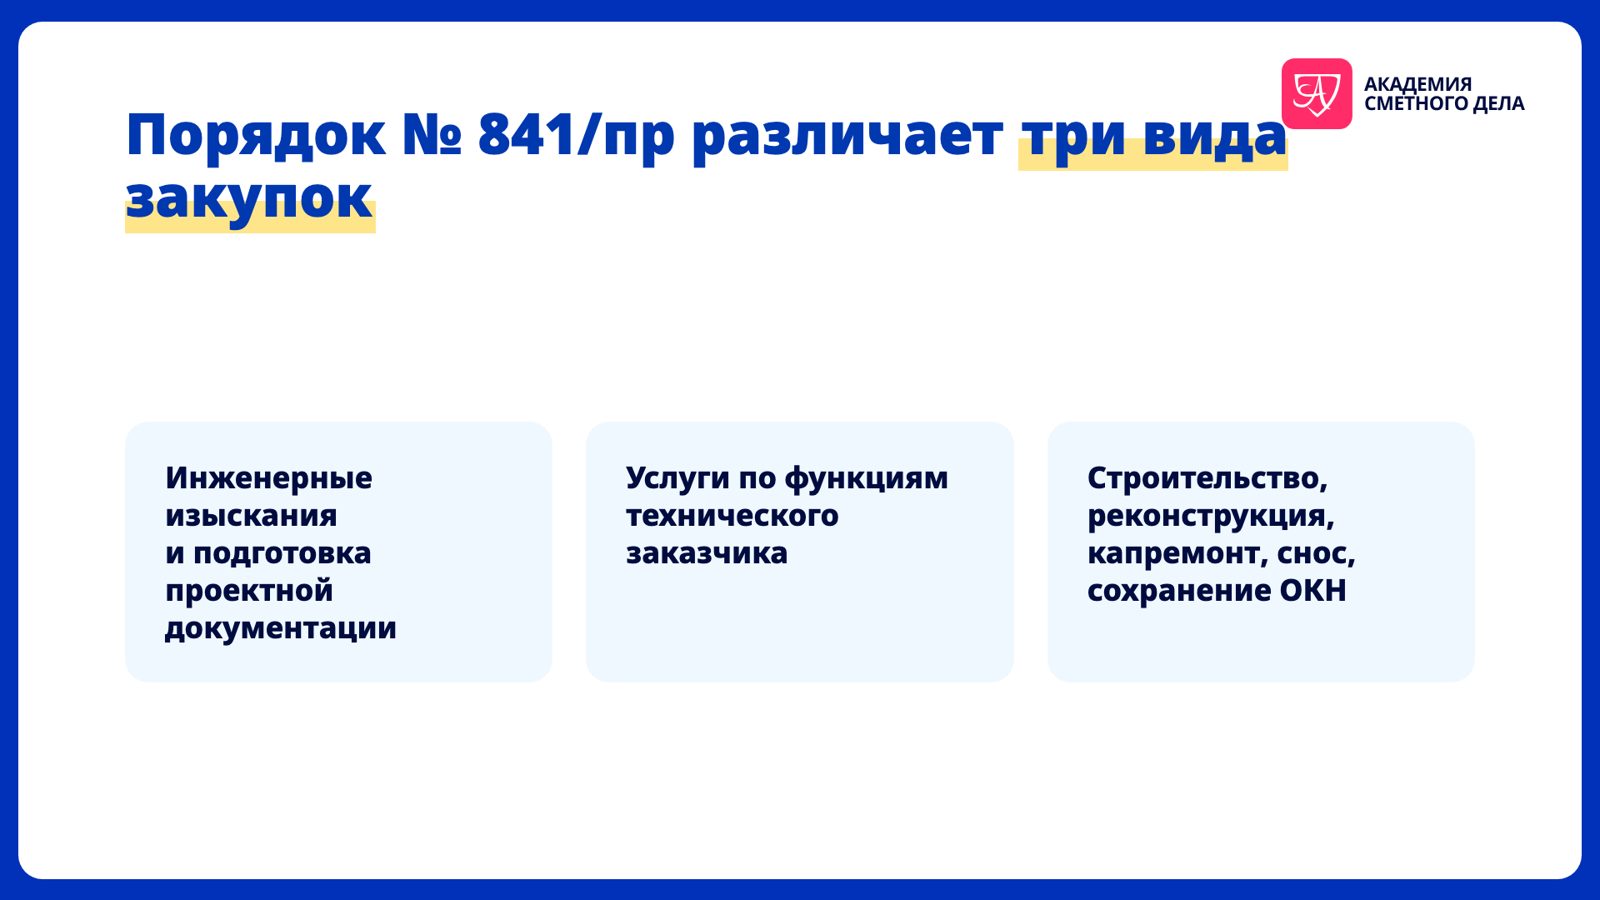 АКАДЕМИЯ
СМЕТНОГО ДЕЛА
Порядок № 841/пр различает три вида
закупок
Инженерные
изыскания
и подготовка
проектной
документации
Услуги по функциям
технического
заказчика
Строительство,
реконструкция,
капремонт, снос,
сохранение ОКН